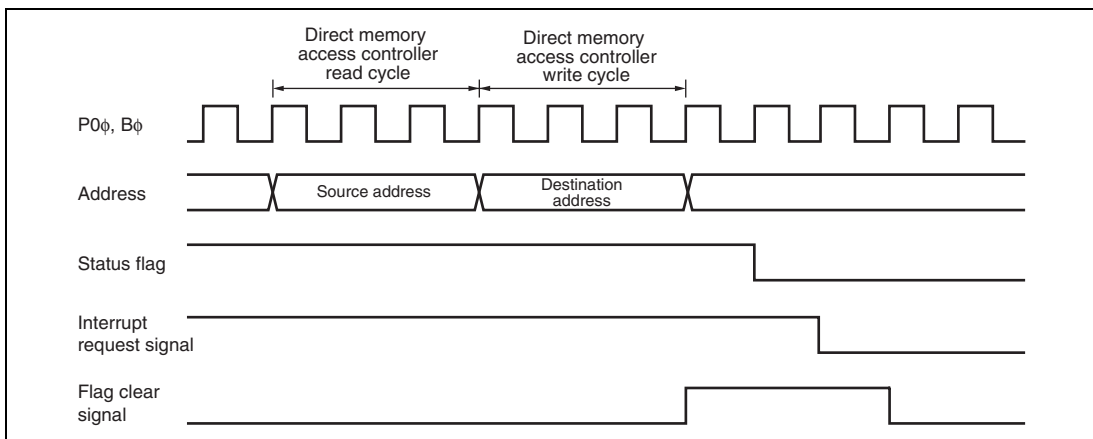 Direct memory
access controller
read cycle
Direct memory
access controller
write cycle
P0ϕ, Bϕ
Address
Source address
Destination
address
Status flag
Interrupt
request signal
Flag clear
signal